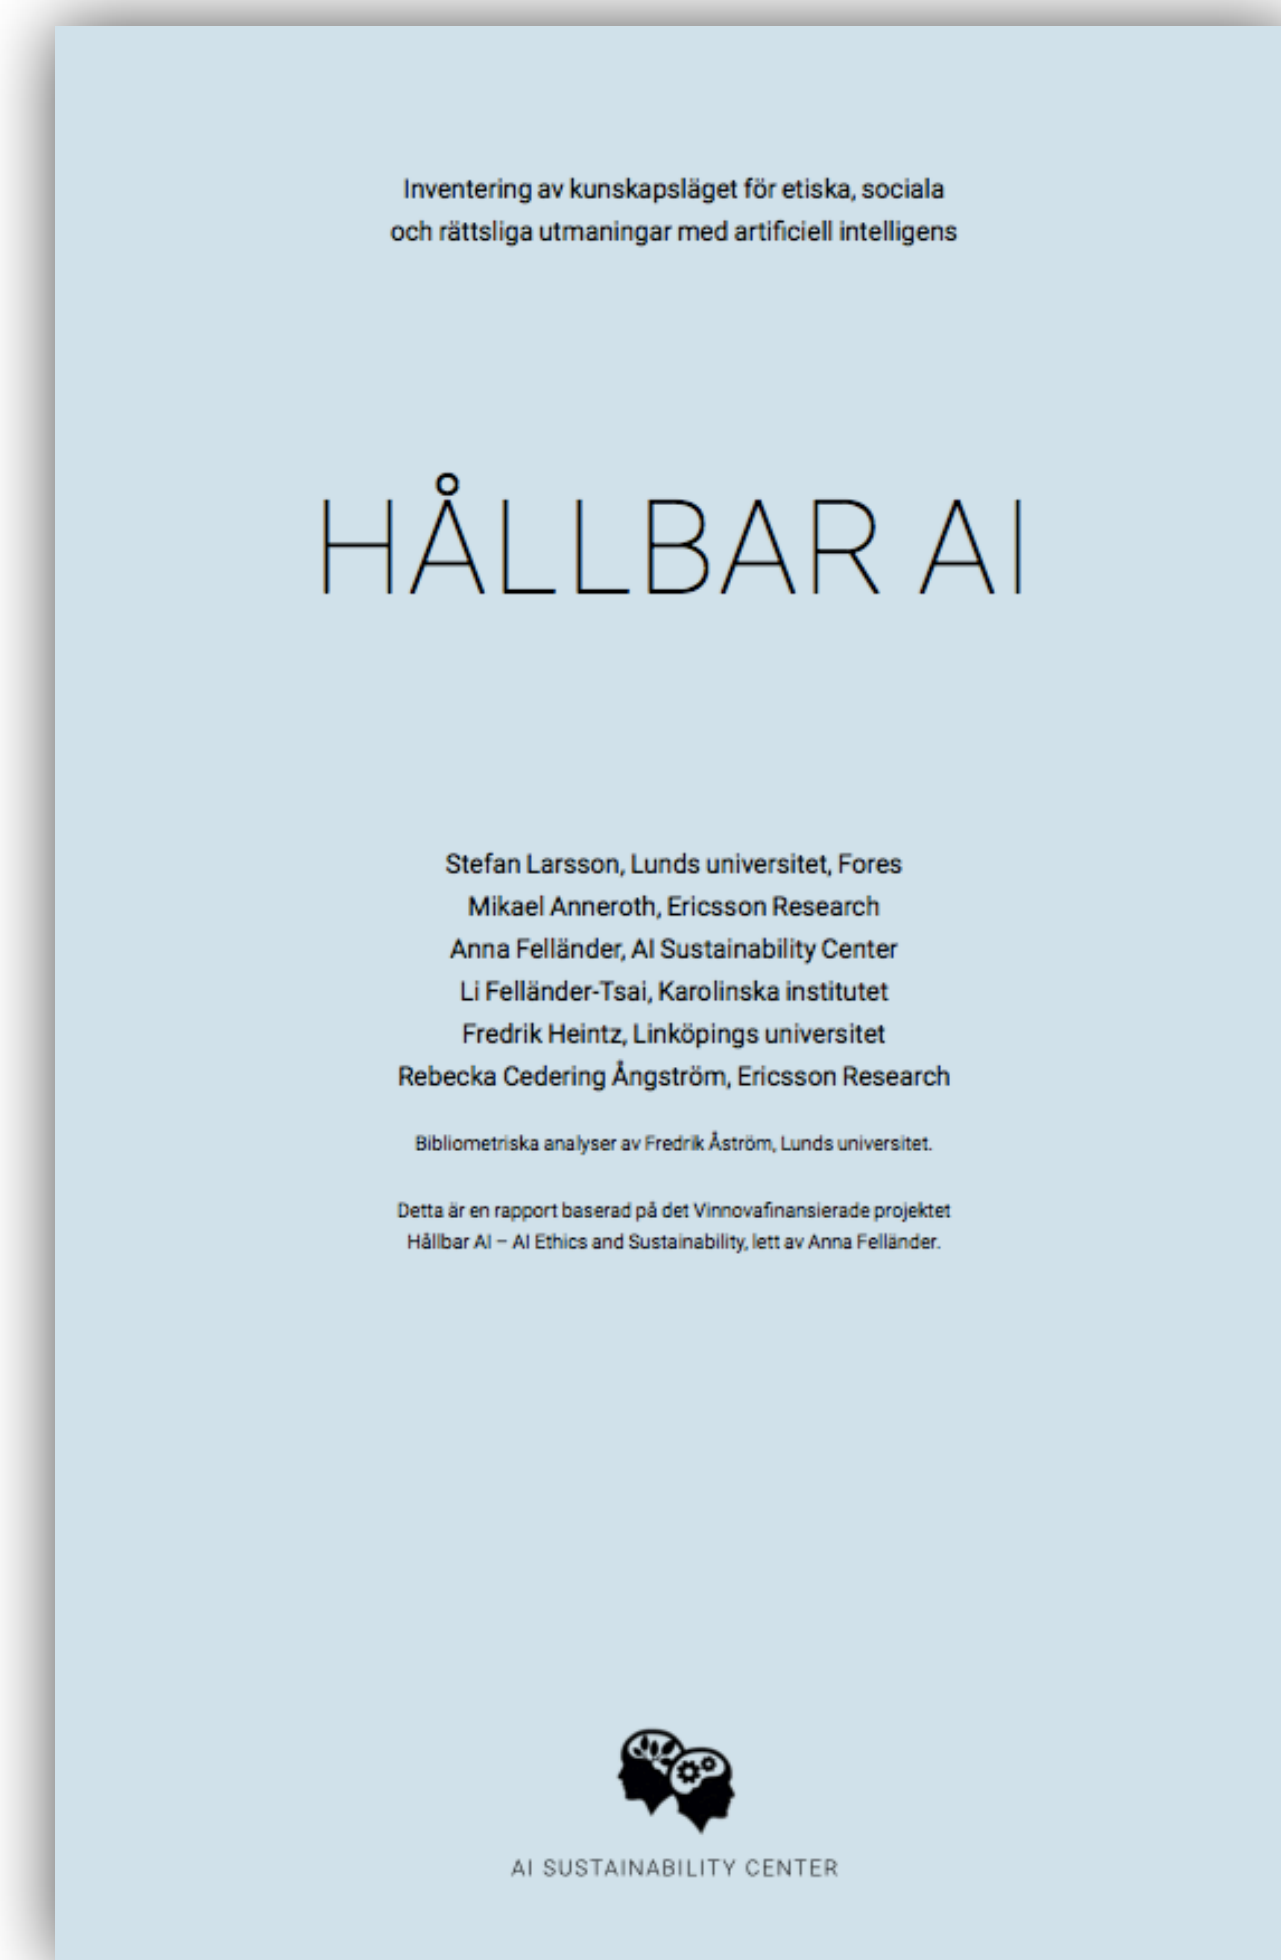 Inventering av kunskapsläget för etiska, sociala
och rättsliga utmaningar med artificiell intelligens
HÅLLBAR AI
Stefan Larsson, Lunds universitet, Fores
Mikael Anneroth, Ericsson Research
Anna Felländer, AI Sustainability Center
Li Felländer-Tsai, Karolinska institutet
Fredrik Heintz, Linköpings universitet
Rebecka Cedering Ångström, Ericsson Research
Bibliometriska analyser av Fredrik Åström, Lunds universitet.
Detta är en rapport baserad på det Vinnovafinansierade projektet
Hållbar AI – AI Ethics and Sustainability, lett av Anna Felländer.
AI SUSTAINABILITY CENTER